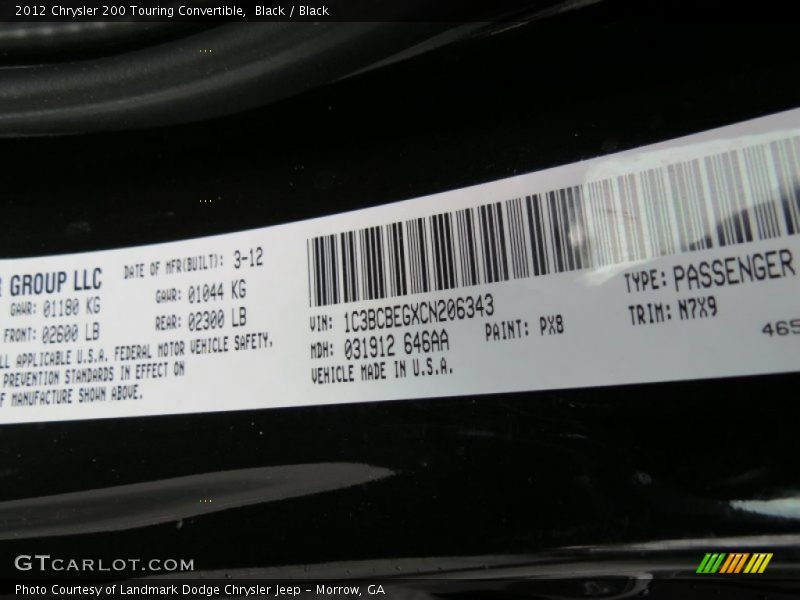 2012 Chrysler 200 Touring Convertible,  Black / Black
GROUP LLC
DATE OF MFR(BUILT): 3-12
GAWR: 01180 KG
GAWR: 01044 KG
FRONT: 02600 LB
REAR: 02300 LB
ALL APPLICABLE U.S.A. FEDERAL MOTOR VEHICLE SAFETY,
PREVENTION STANDARDS IN EFFECT ON
OF MANUFACTURE SHOWN ABOVE.
VIN: 1C3BCBEGXCN206343
TYPE: PASSENGER
MDH: 031912 646AA
PAINT: PX8
TRIM: N7X9
VEHICLE MADE IN U.S.A.
465
GTCARLOT.COM
Photo Courtesy of Landmark Dodge Chrysler Jeep - Morrow, GA